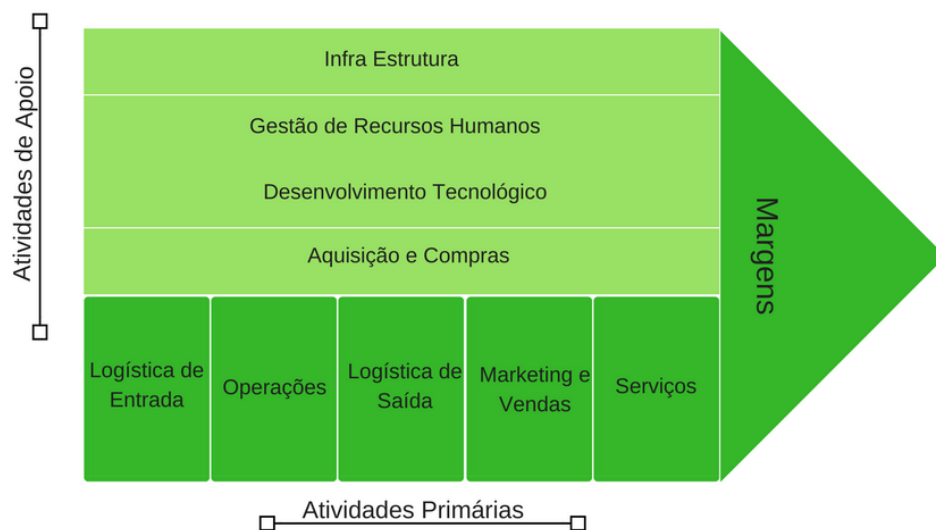 Atividades de Apoio
Infra Estrutura
Gestão de Recursos Humanos
Desenvolvimento Tecnológico
Aquisição e Compras
Logística de
Entrada
Operações
Logística de
Saída
Marketing e
Vendas
Serviços
Margens
Atividades Primárias